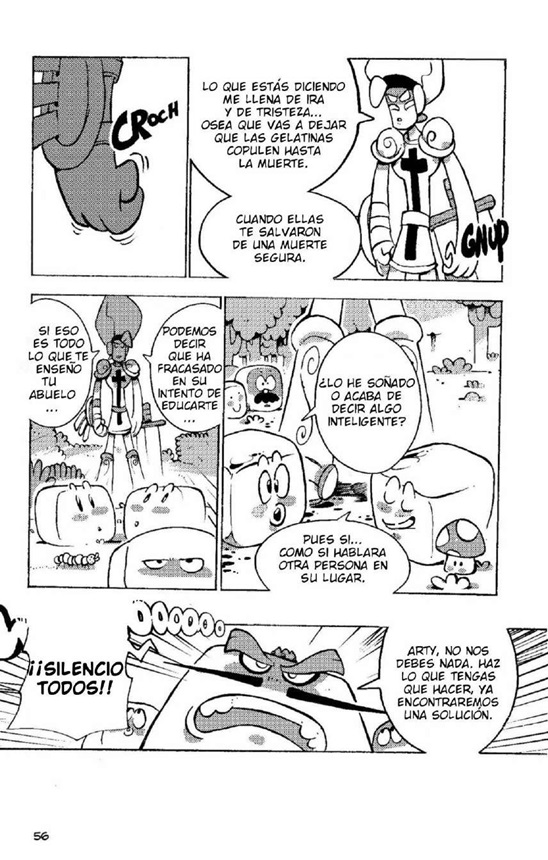 CROCH
LO QUE ESTÁS DICIENDO
ME LLENA DE IRA
Y DE TRISTEZA...
OSEA QUE VAS A DEJAR
QUE LAS GELATINAS
COPULEN HASTA
LA MUERTE.
CUANDO ELLAS
TE SALVARON
DE UNA MUERTE
SEGURA.
GNUP
SI ESO
ES TODO
LO QUE TE
ENSEÑO
TU
ABUELO
...
PODEMOS
DECIR
QUE HA
FRACASADO
EN SU
INTENTO DE
EDUCARTE...
¿LO HE SOÑADO
O ACABA DE
DECIR ALGO
INTELIGENTE?
PUES SI...
COMO SI HABLARA
OTRA PERSONA EN
SU LUGAR.
OOOOOOO
¡¡SILENCIO
TODOS!!
ARTY, NO NOS
DEBES NADA. HAZ
LO QUE TENGAS
QUE HACER, YA
ENCONTRAREMOS
UNA SOLUCIÓN.
56